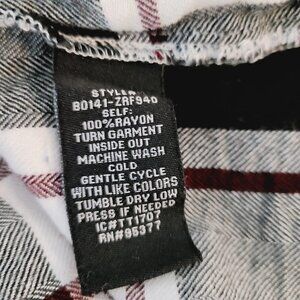 STYLE#
B0141-ZRF940
SELF:
100%RAYON
TURN GARMENT
INSIDE OUT
MACHINE WASH
COLD
GENTLE CYCLE
WITH LIKE COLORS
TUMBLE DRY LOW
PRESS IF NEEDED
IC#TT1707
RN#95377